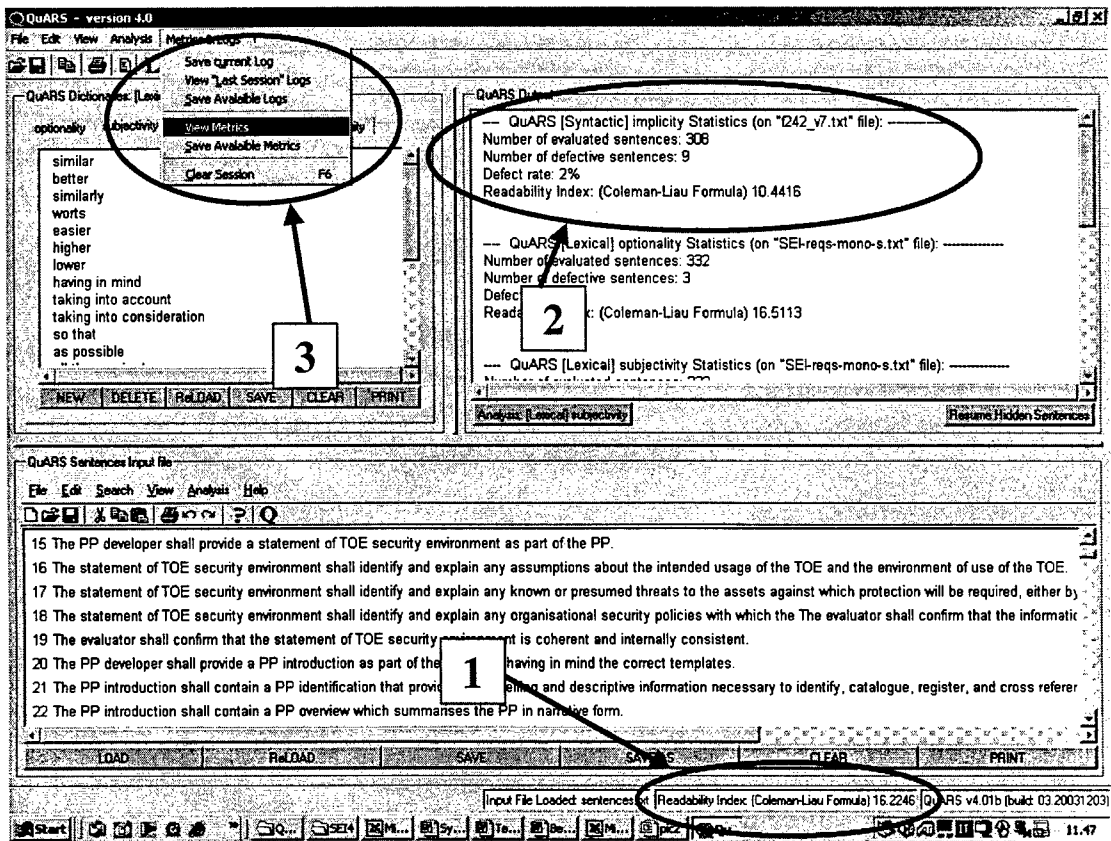 QuARS - version 4.0
File Edit View Analysis Metrics & Logs
Save current Log
View "Last Session" Logs
Save Available Logs
View Metrics
Save Available Metrics
Clear Session F6
QuARS Dictionaries: [Lexi
optionality subjectivity
similar
better
similarly
worts
easier
higher
lower
having in mind
taking into account
taking into consideration
so that
as possible
3
NEW DELETE ReLOAD SAVE CLEAR PRINT
QuARS Output
--- QuARS [Syntactic] implicity Statistics (on "f242_v7.txt" file): ---
Number of evaluated sentences: 308
Number of defective sentences: 9
Defect rate: 2%
Readability Index: (Coleman-Liau Formula) 10.4416
--- QuARS [Lexical] optionality Statistics (on "SEI-reqs-mono-s.txt" file): ---
Number of evaluated sentences: 332
Number of defective sentences: 3
Defec
Reada x: (Coleman-Liau Formula) 16.5113
2
--- QuARS [Lexical] subjectivity Statistics (on "SEI-reqs-mono-s.txt" file): ---
Analysis: [Lexical] subjectivity Resume Hidden Sentences
QuARS Sentences Input file
File Edit Search View Analysis Help
15 The PP developer shall provide a statement of TOE security environment as part of the PP.
16 The statement of TOE security environment shall identify and explain any assumptions about the intended usage of the TOE and the environment of use of the TOE.
17 The statement of TOE security environment shall identify and explain any known or presumed threats to the assets against which protection will be required, either by
18 The statement of TOE security environment shall identify and explain any organisational security policies with which the The evaluator shall confirm that the informatic
19 The evaluator shall confirm that the statement of TOE security environment is coherent and internally consistent.
20 The PP developer shall provide a PP introduction as part of the having in mind the correct templates.
21 The PP introduction shall contain a PP identification that provi elling and descriptive information necessary to identify, catalogue, register, and cross referer
22 The PP introduction shall contain a PP overview which summarises the PP in narrative form.
1
LOAD ReLOAD SAVE SAVE AS CLEAR PRINT
Input File Loaded: sentences.txt Readability Index: (Coleman-Liau Formula) 16.2246 QuARS v4.01b (build: 03.20031203)
Start Q... SEI4 M... Sy... Te... Be... M... pic2 Qu 11.47